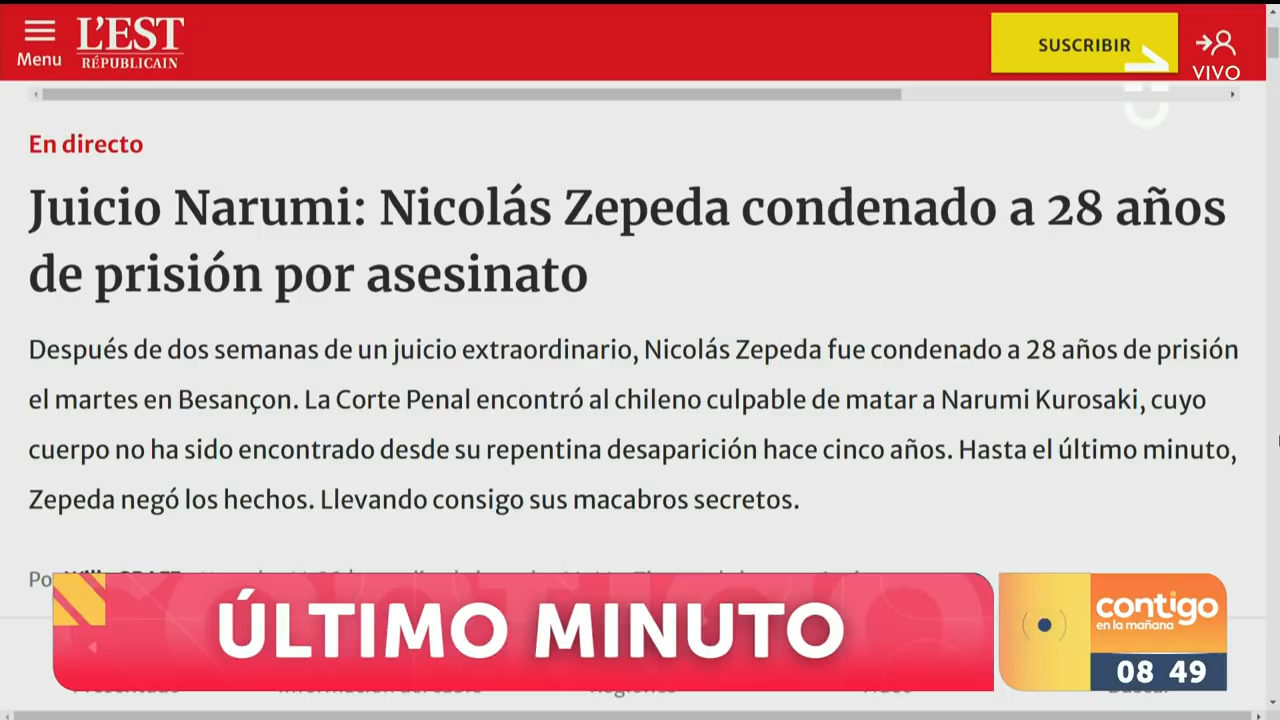 Menu
L'EST
RÉPUBLICAIN
SUSCRIBIR
VIVO
En directo
Juicio Narumi: Nicolás Zepeda condenado a 28 años
de prisión por asesinato
Después de dos semanas de un juicio extraordinario, Nicolás Zepeda fue condenado a 28 años de prisión
el martes en Besançon. La Corte Penal encontró al chileno culpable de matar a Narumi Kurosaki, cuyo
cuerpo no ha sido encontrado desde su repentina desaparición hace cinco años. Hasta el último minuto,
Zepeda negó los hechos. Llevando consigo sus macabros secretos.
ÚLTIMO MINUTO
contigo
en la mañana
08 49